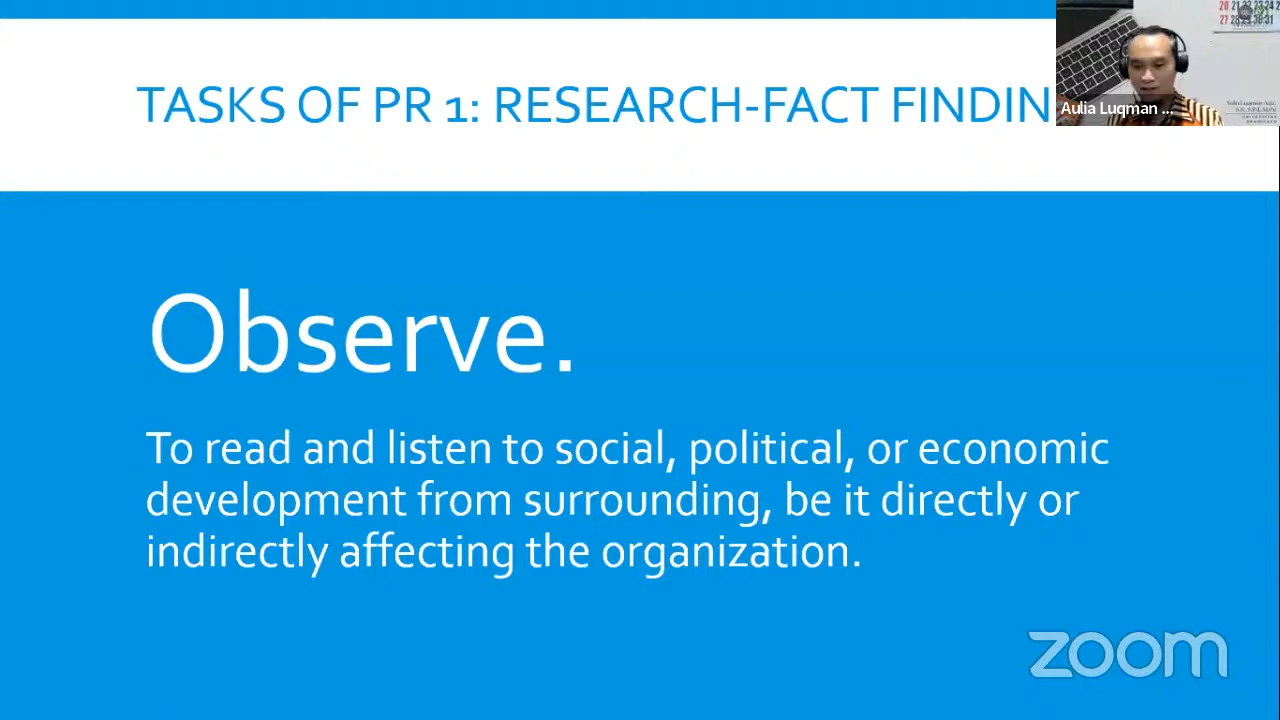 TASKS OF PR 1: RESEARCH-FACT FINDIN
Aulia Luqman ...
Observe.
To read and listen to social, political, or economic
development from surrounding, be it directly or
indirectly affecting the organization.
zoom